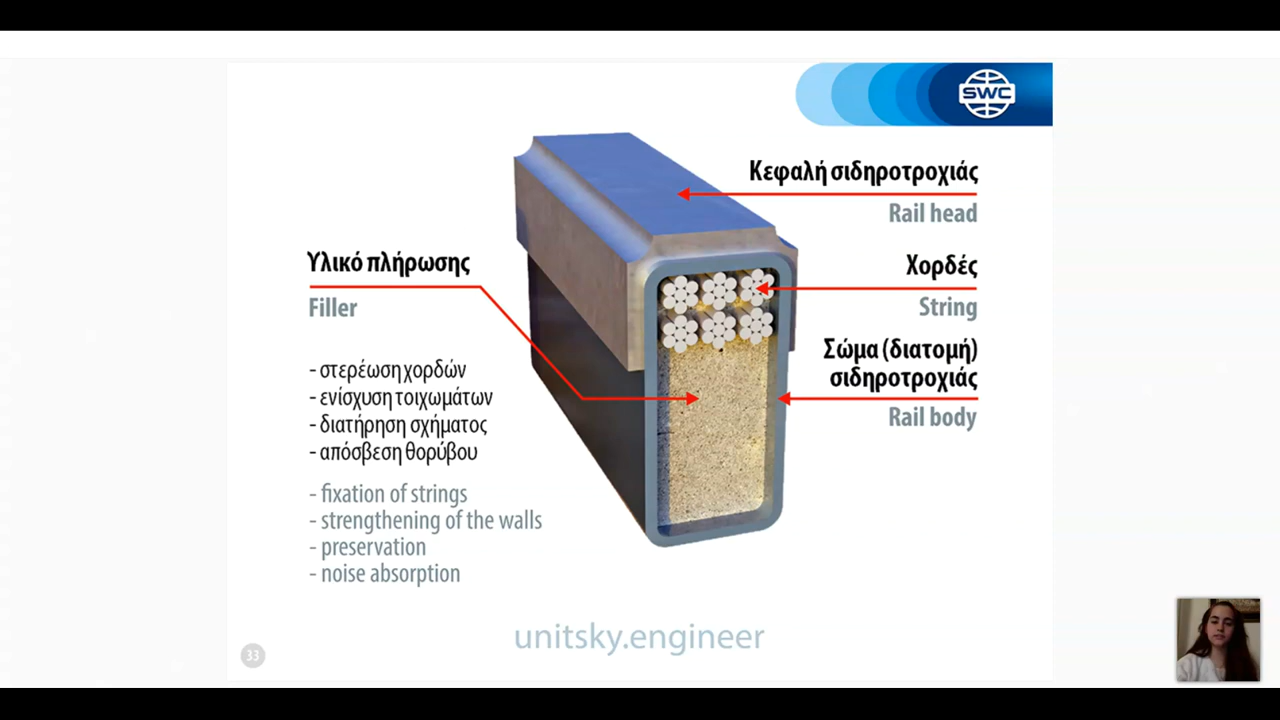 SWC
Κεφαλή σιδηροτροχιάς
Rail head
Υλικό πλήρωσης
Filler
Χορδές
String
Σώμα (διατομή)
σιδηροτροχιάς
Rail body
- στερέωση χορδών
- ενίσχυση τοιχωμάτων
- διατήρηση σχήματος
- απόσβεση θορύβου
- fixation of strings
- strengthening of the walls
- preservation
- noise absorption
unitsky.engineer
33